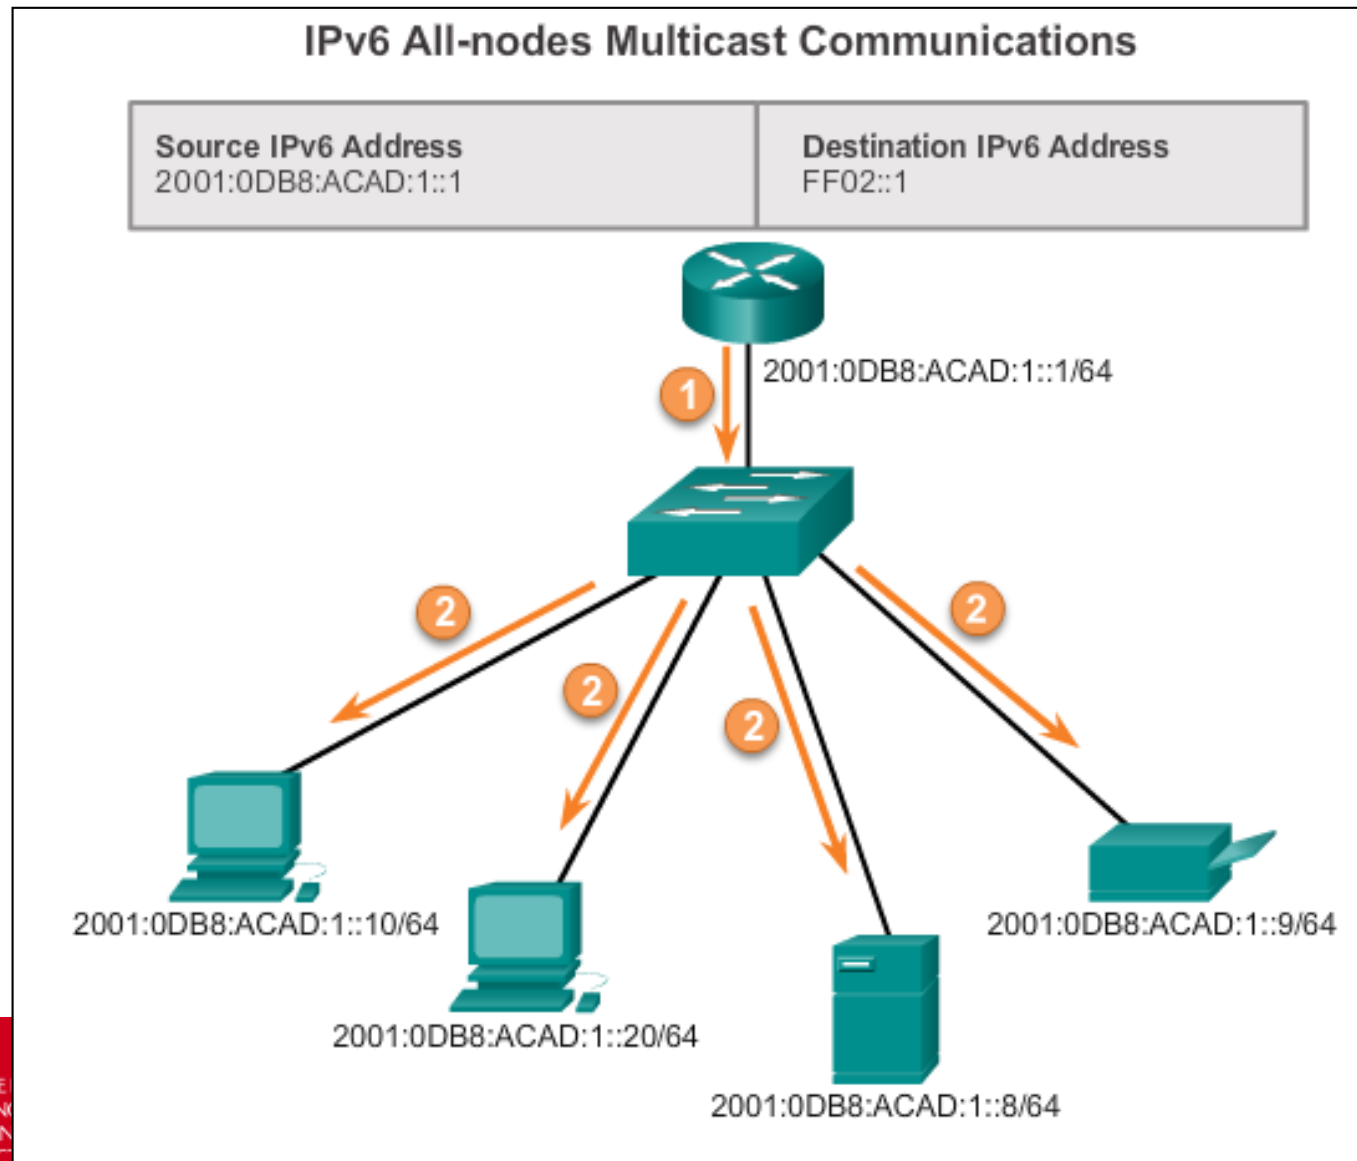 IPv6 All-nodes Multicast Communications
Source IPv6 Address
2001:0DB8:ACAD:1::1
Destination IPv6 Address
FF02::1
2001:0DB8:ACAD:1::1/64
1
2
2
2
2
2001:0DB8:ACAD:1::10/64
2001:0DB8:ACAD:1::9/64
2001:0DB8:ACAD:1::20/64
2001:0DB8:ACAD:1::8/64